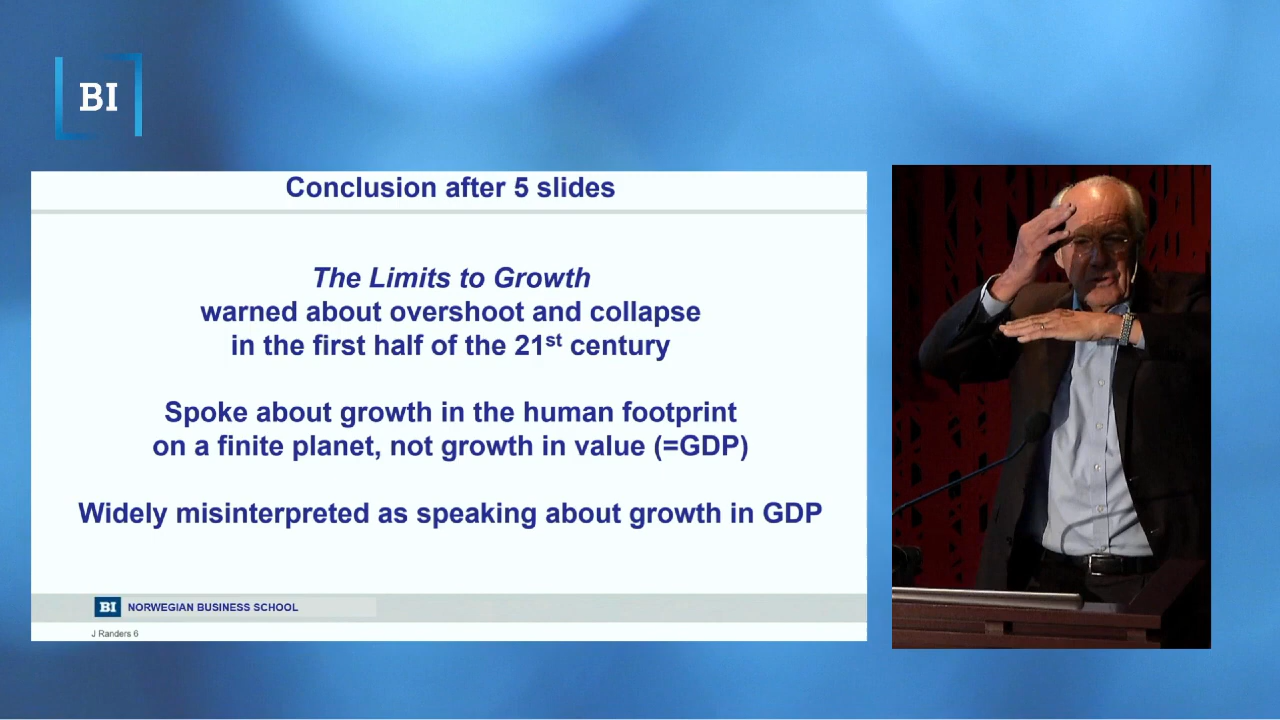 BI
Conclusion after 5 slides
The Limits to Growth
warned about overshoot and collapse
in the first half of the 21st century
Spoke about growth in the human footprint
on a finite planet, not growth in value (=GDP)
Widely misinterpreted as speaking about growth in GDP
BI NORWEGIAN BUSINESS SCHOOL
J Randers 6